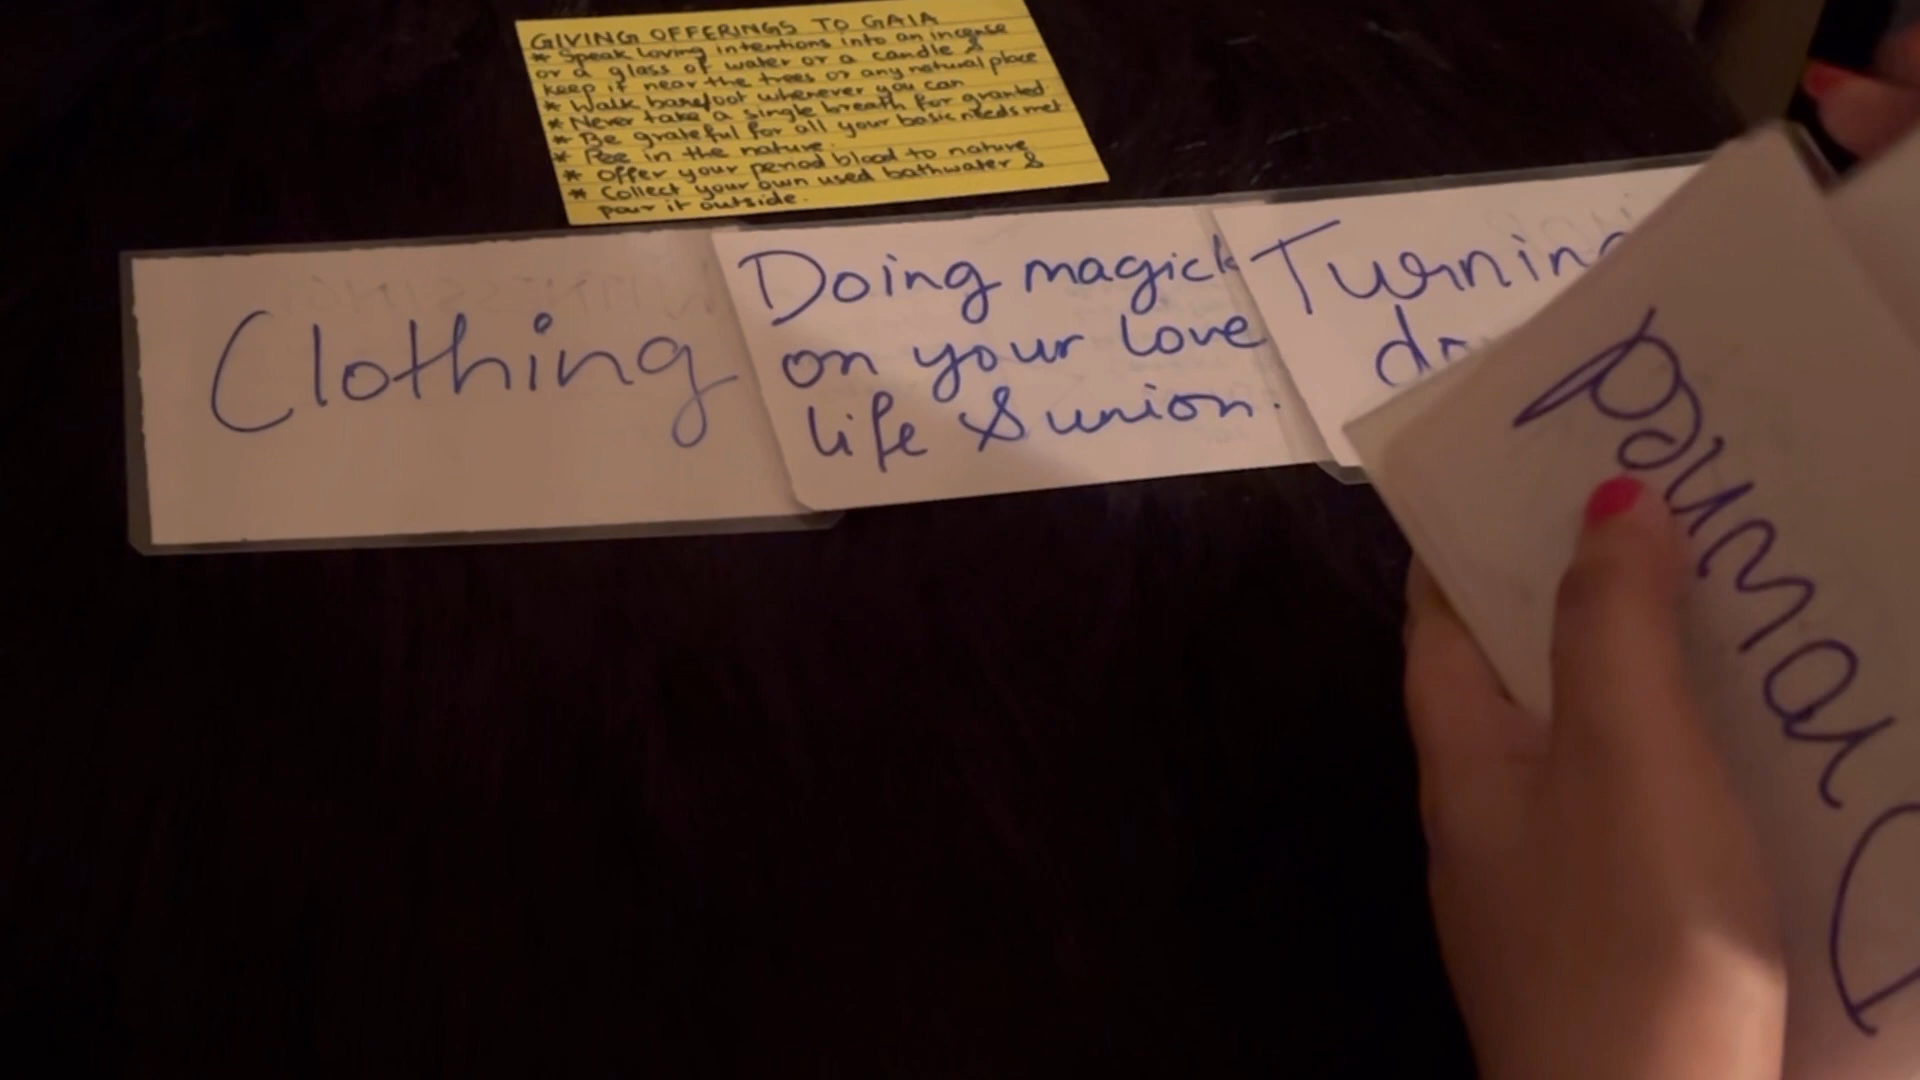 GIVING OFFERINGS TO GAIA
* Speak loving intentions into an incense
or a glass of water or a candle &
keep it near the trees or any natural place
* Walk barefoot wherever you can
* Never take a single breath for granted.
* Be grateful for all your basic needs met
* Pee in the nature.
* Offer your period blood to nature
* Collect your own used bathwater &
pour it outside.
Clothing
Doing magick
on your love
life & union.
Turning